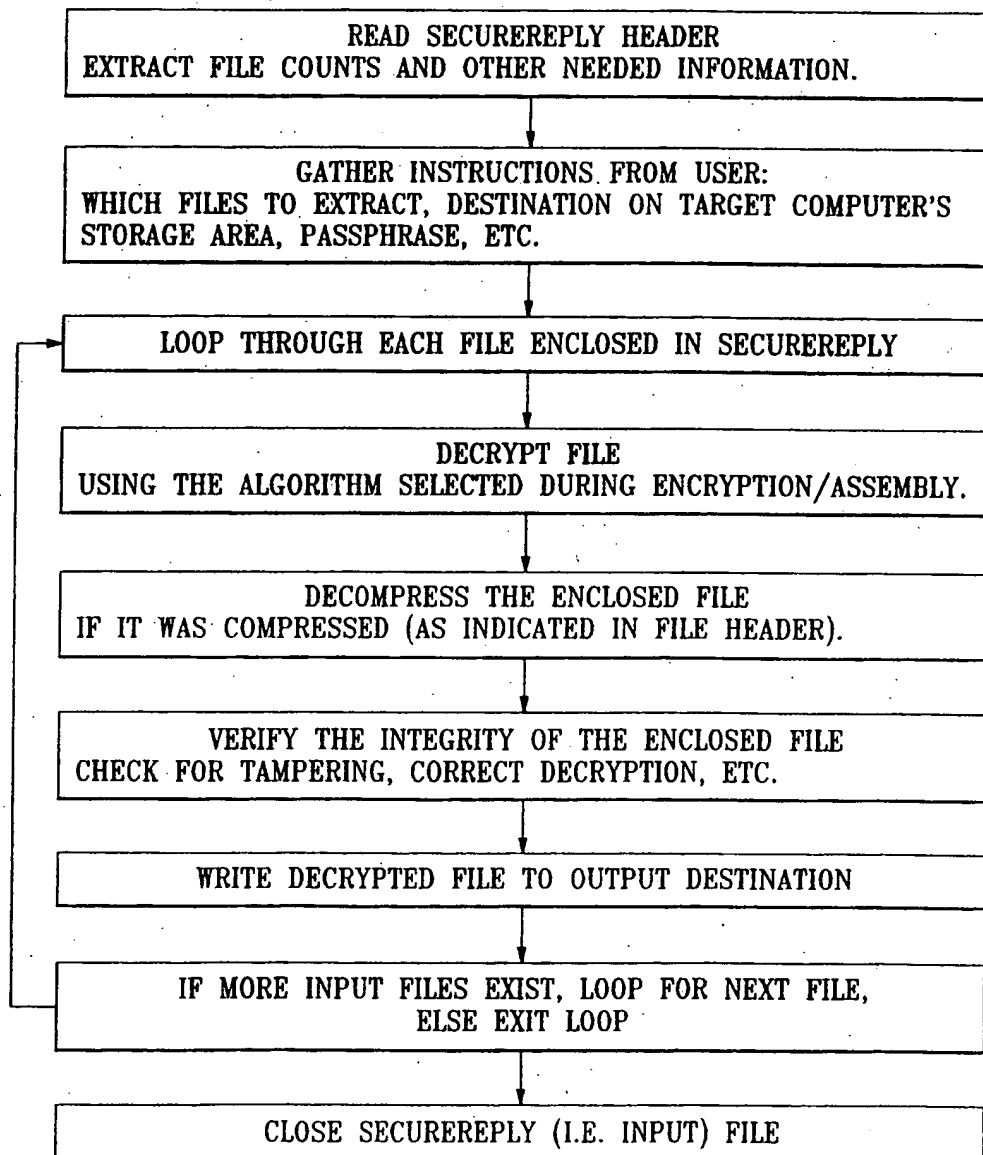 READ SECUREREPLY HEADER
EXTRACT FILE COUNTS AND OTHER NEEDED INFORMATION.
GATHER INSTRUCTIONS FROM USER:
WHICH FILES TO EXTRACT, DESTINATION ON TARGET COMPUTER'S
STORAGE AREA, PASSPHRASE, ETC.
LOOP THROUGH EACH FILE ENCLOSED IN SECUREREPLY
DECRYPT FILE
USING THE ALGORITHM SELECTED DURING ENCRYPTION/ASSEMBLY.
DECOMPRESS THE ENCLOSED FILE
IF IT WAS COMPRESSED (AS INDICATED IN FILE HEADER).
VERIFY THE INTEGRITY OF THE ENCLOSED FILE
CHECK FOR TAMPERING, CORRECT DECRYPTION, ETC.
WRITE DECRYPTED FILE TO OUTPUT DESTINATION
IF MORE INPUT FILES EXIST, LOOP FOR NEXT FILE,
ELSE EXIT LOOP
CLOSE SECUREREPLY (I.E. INPUT) FILE